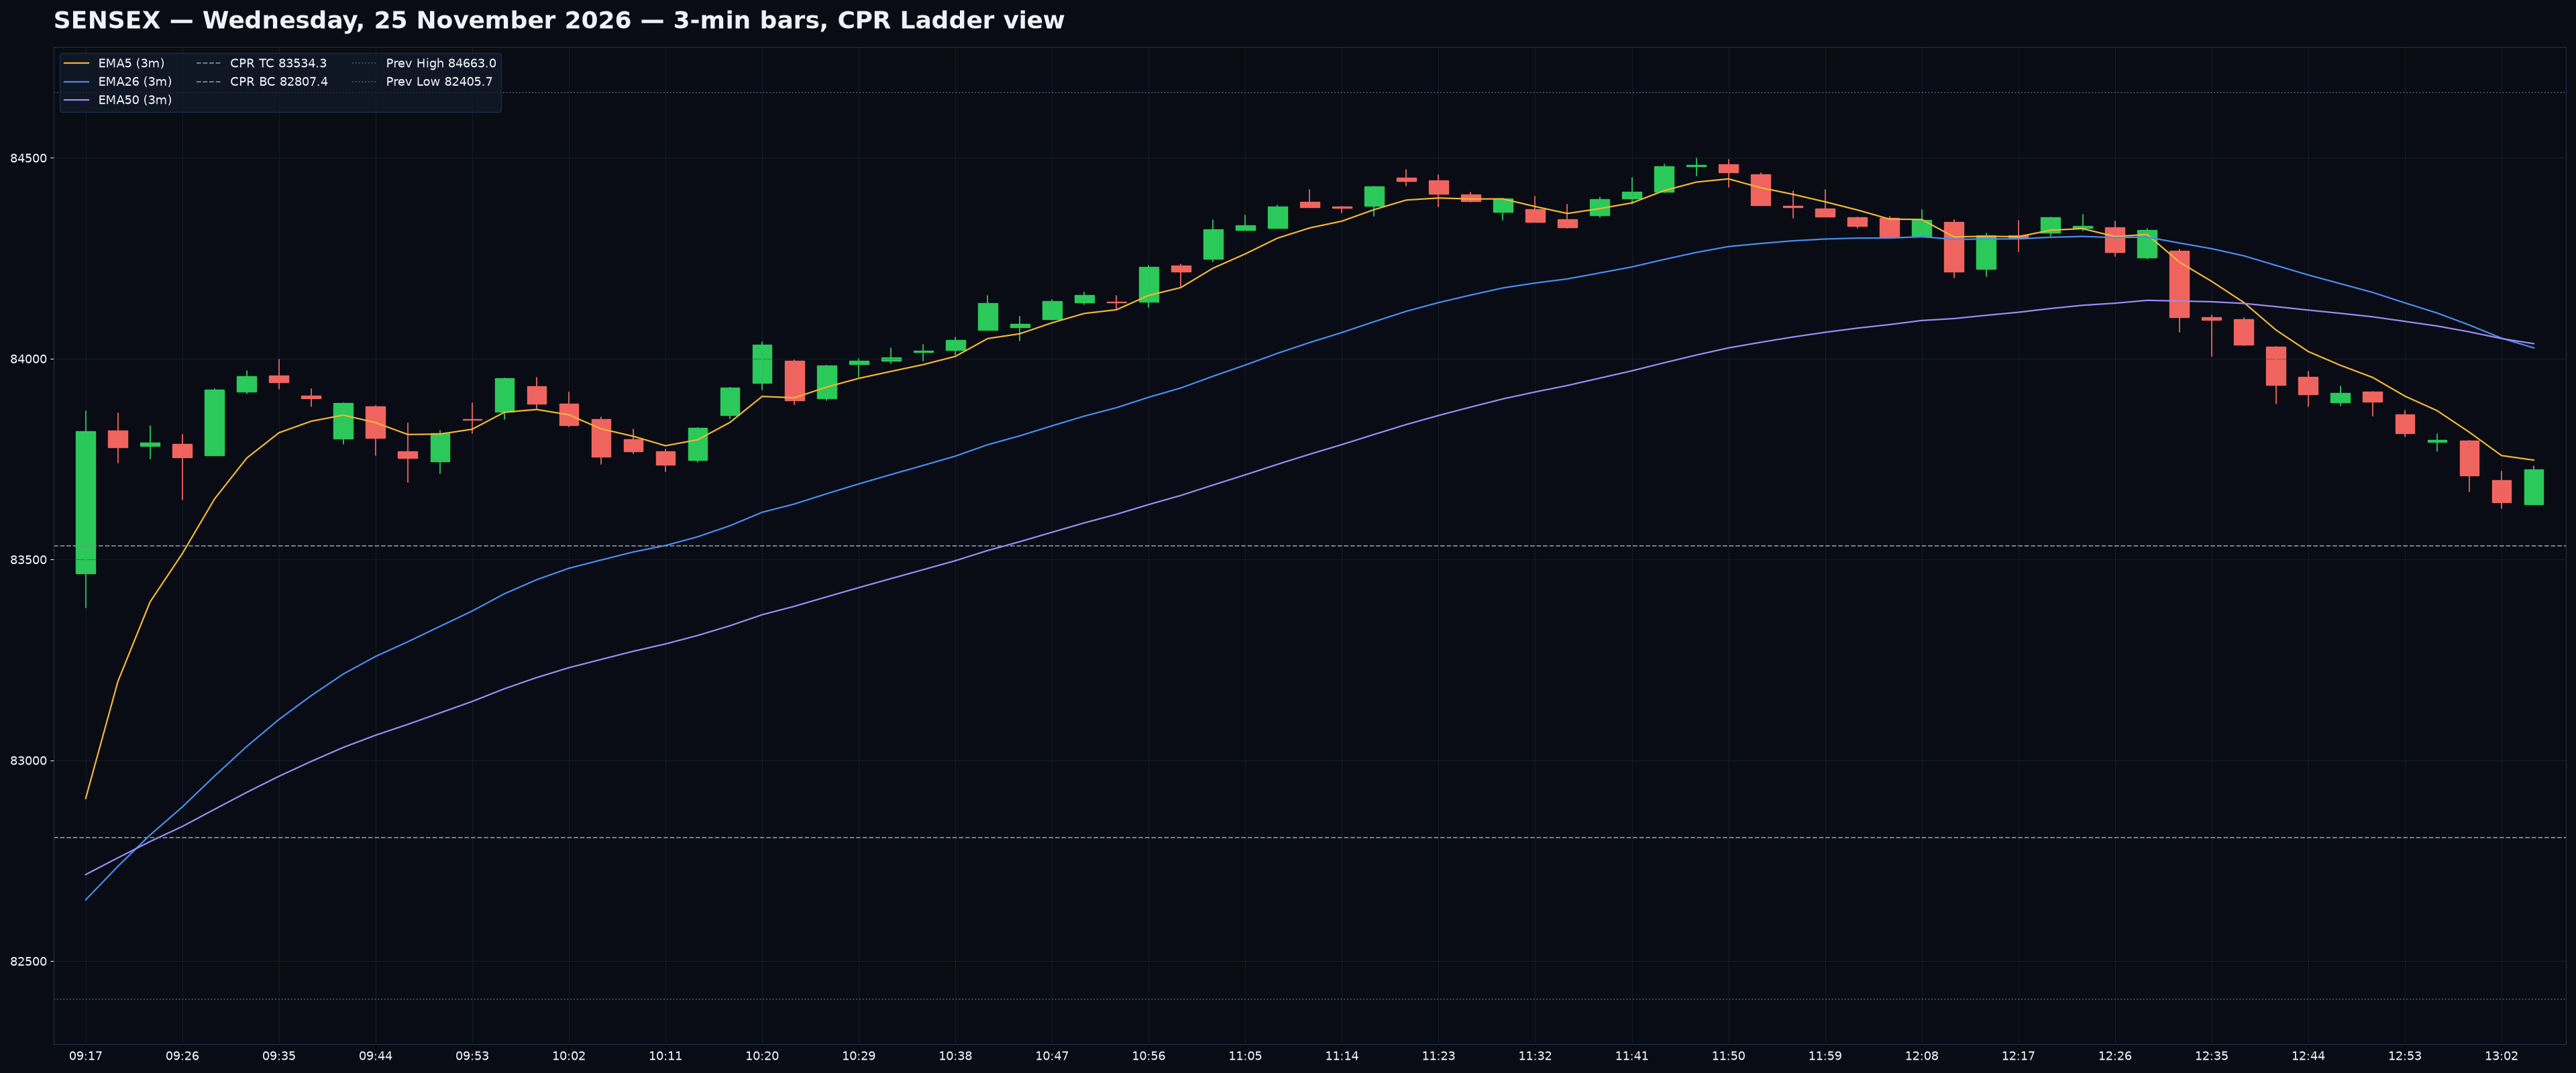 SENSEX — Wednesday, 25 November 2026 — 3-min bars, CPR Ladder view
EMA5 (3m) CPR TC 83534.3 Prev High 84663.0
EMA26 (3m) CPR BC 82807.4 Prev Low 82405.7
EMA50 (3m)
84500
84000
83500
83000
82500
09:17 09:26 09:35 09:44 09:53 10:02 10:11 10:20 10:29 10:38 10:47 10:56 11:05 11:14 11:23 11:32 11:41 11:50 11:59 12:08 12:17 12:26 12:35 12:44 12:53 13:02